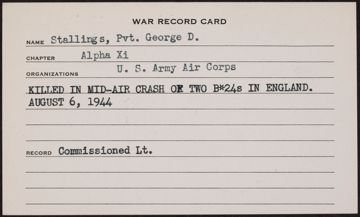 WAR RECORD CARD
NAME Stallings, Pvt. George D.
CHAPTER Alpha Xi
ORGANIZATIONS U. S. Army Air Corps
KILLED IN MID-AIR CRASH OF TWO B*24s IN ENGLAND.
AUGUST 6, 1944
RECORD Commissioned Lt.